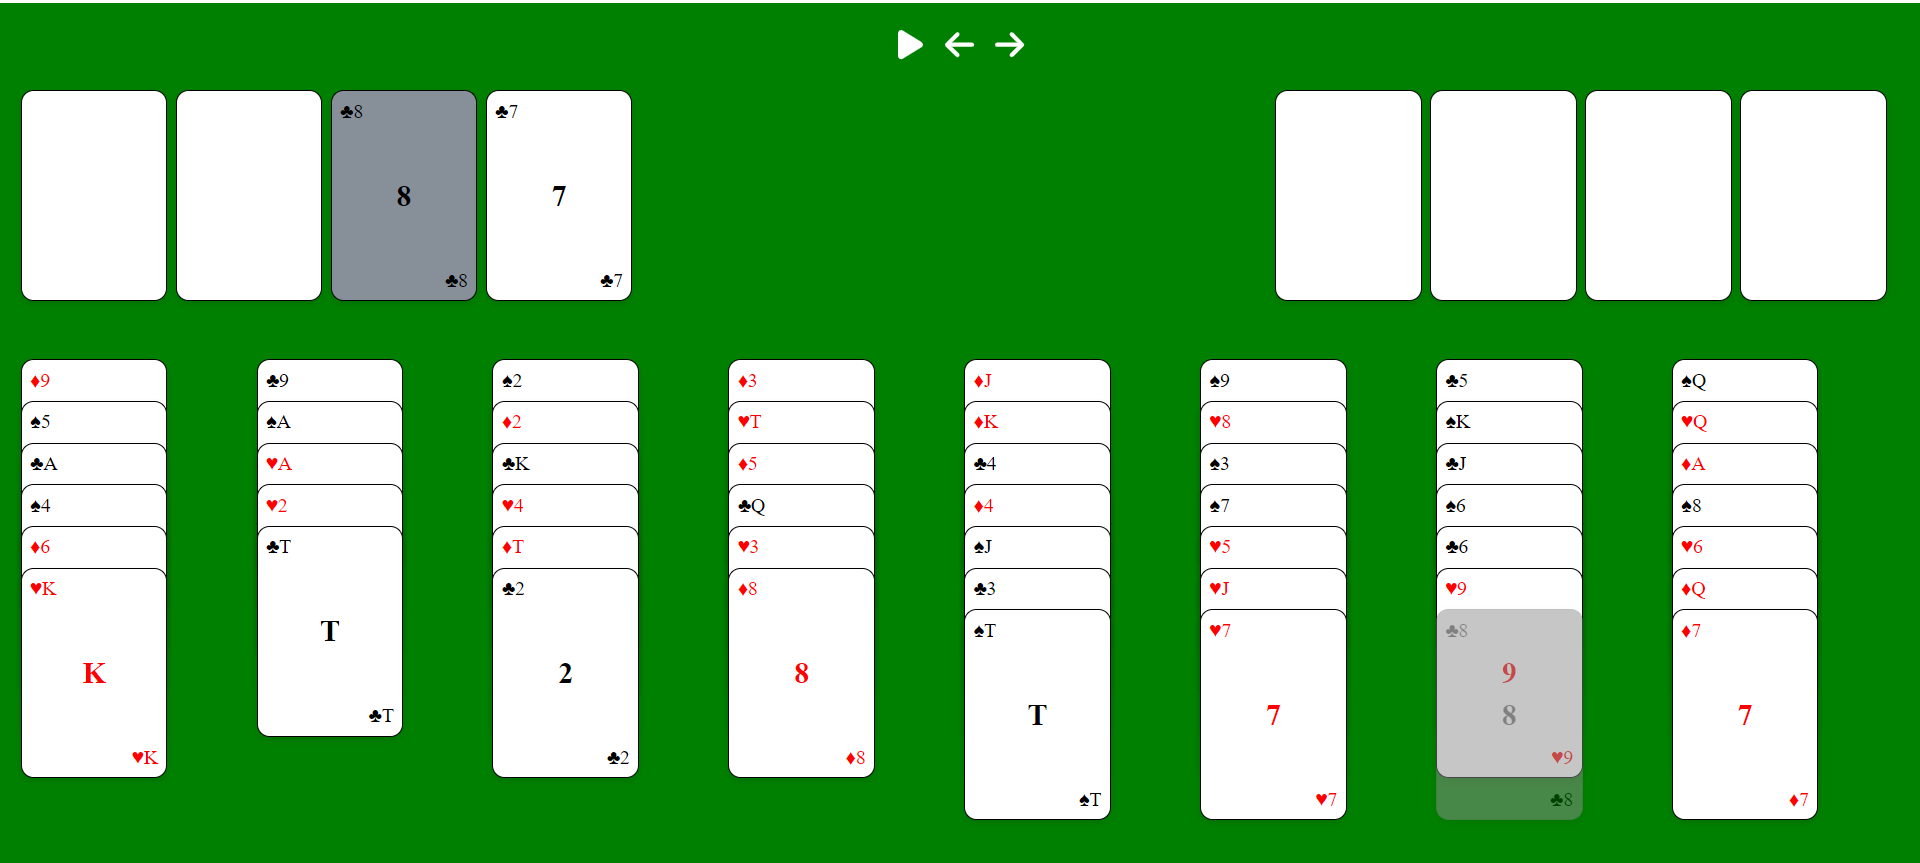 ♣8 ♣7
8 7
♣8 ♣7
♦9 ♣9 ♠2 ♦3 ♦J ♠9 ♣5 ♠Q
♠5 ♠A ♦2 ♥T ♦K ♥8 ♠K ♥Q
♣A ♥A ♣K ♦5 ♣4 ♠3 ♣J ♦A
♠4 ♥2 ♥4 ♣Q ♦4 ♠7 ♠6 ♠8
♦6 ♣T ♦T ♥3 ♠J ♥5 ♣6 ♥6
♥K ♣2 ♦8 ♣3 ♥J ♥9 ♦Q
T ♠T ♥7 ♣8 ♦7
K 2 8 9
♣T T 7 8 7
♥K ♣2 ♦8 ♥9
♠T ♥7 ♣8 ♦7